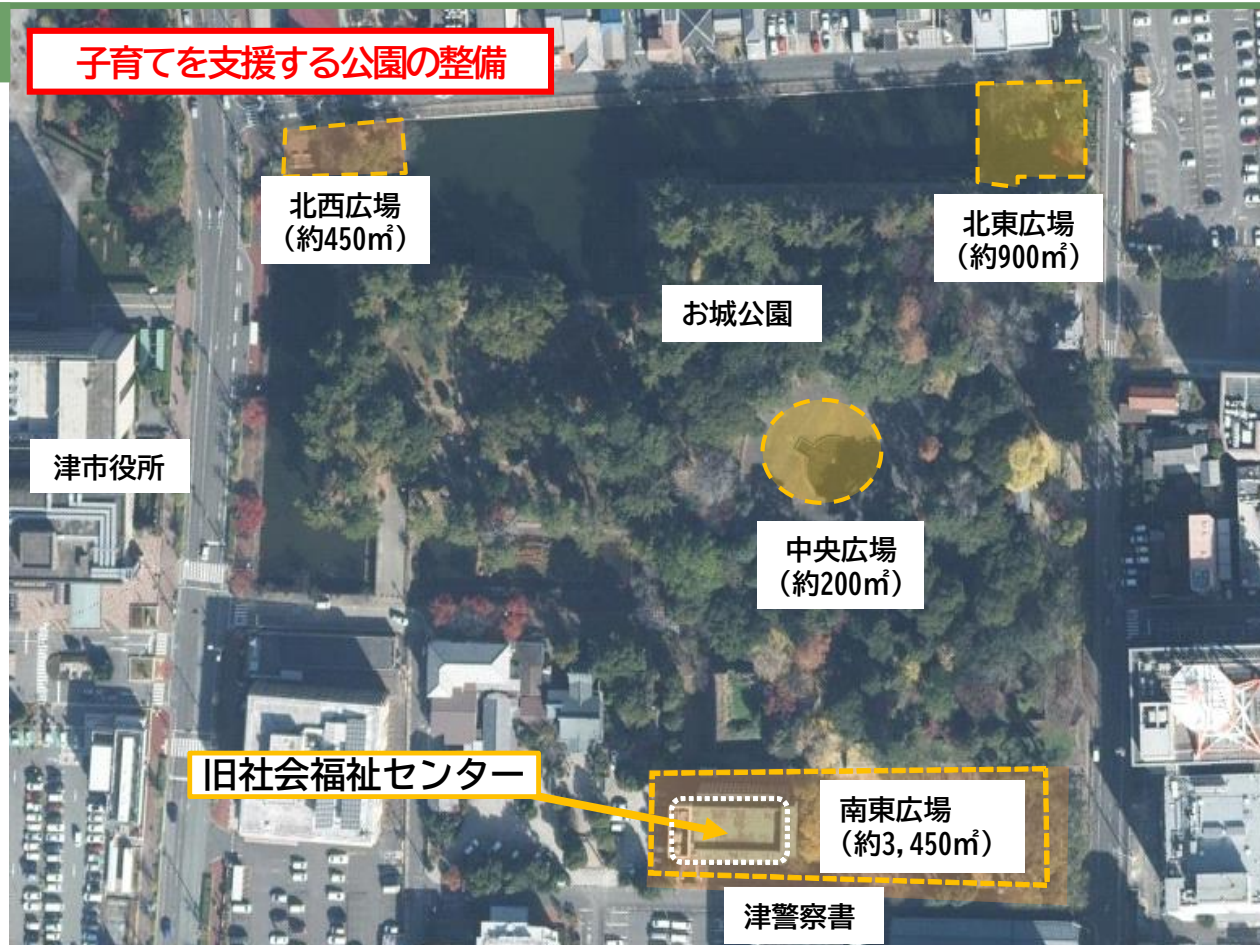 子育てを支援する公園の整備
北西広場
(約450㎡)
北東広場
(約900㎡)
お城公園
津市役所
中央広場
(約200㎡)
旧社会福祉センター
南東広場
(約3,450㎡)
津警察書